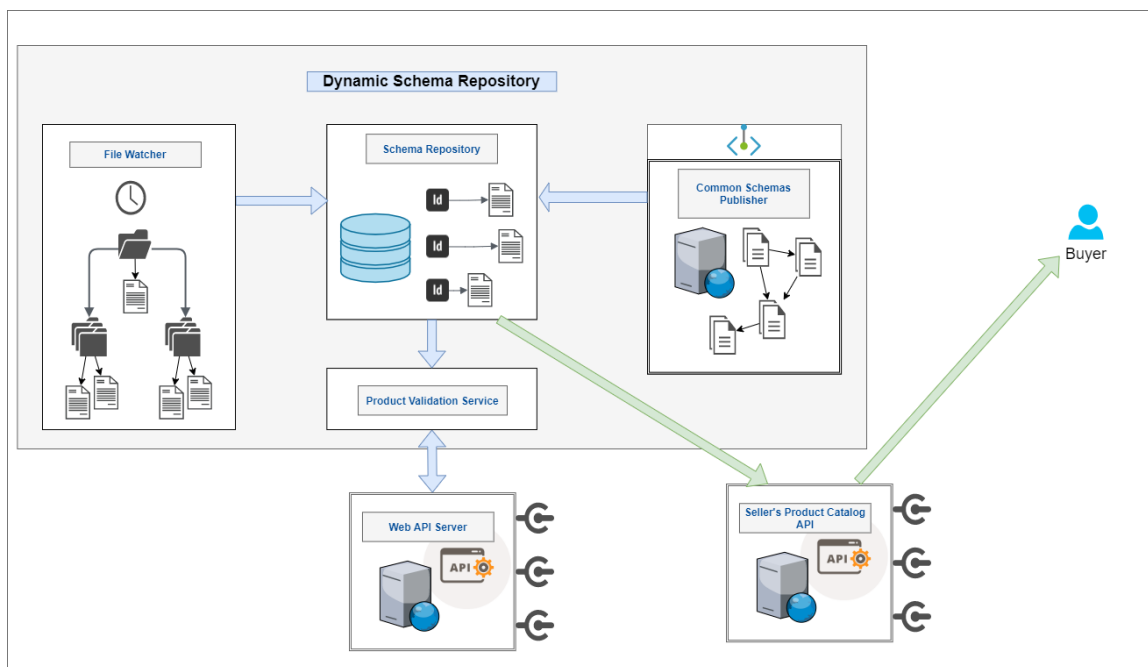 Dynamic Schema Repository
File Watcher
Schema Repository
Id
Id
Id
Common Schemas
Publisher
Buyer
Product Validation Service
Web API Server
API
Seller's Product Catalog
API
API